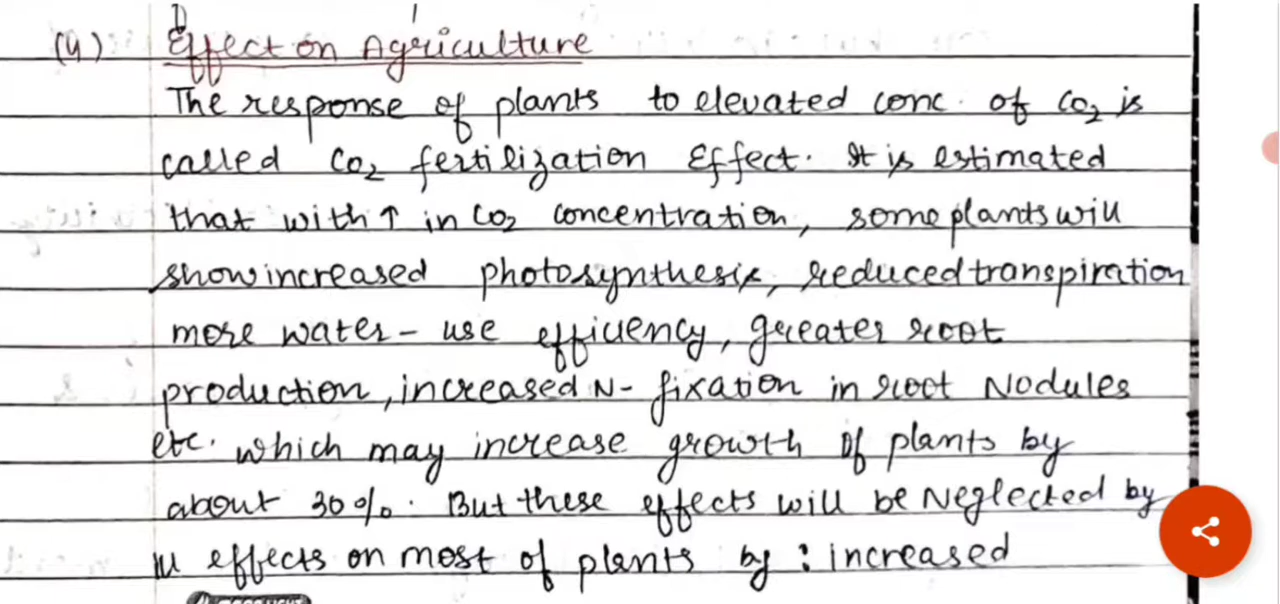 (4) Effect on Agriculture
The response of plants to elevated conc. of CO2 is
called CO2 fertilization Effect. It is estimated
that with ↑ in CO2 concentration, some plants will
show increased photosynthesis, reduced transpiration
more water - use efficiency, greater root
production, increased N- fixation in root Nodules
etc. which may increase growth of plants by
about 30%. But these effects will be Neglected by
effects on most of plants by : increased